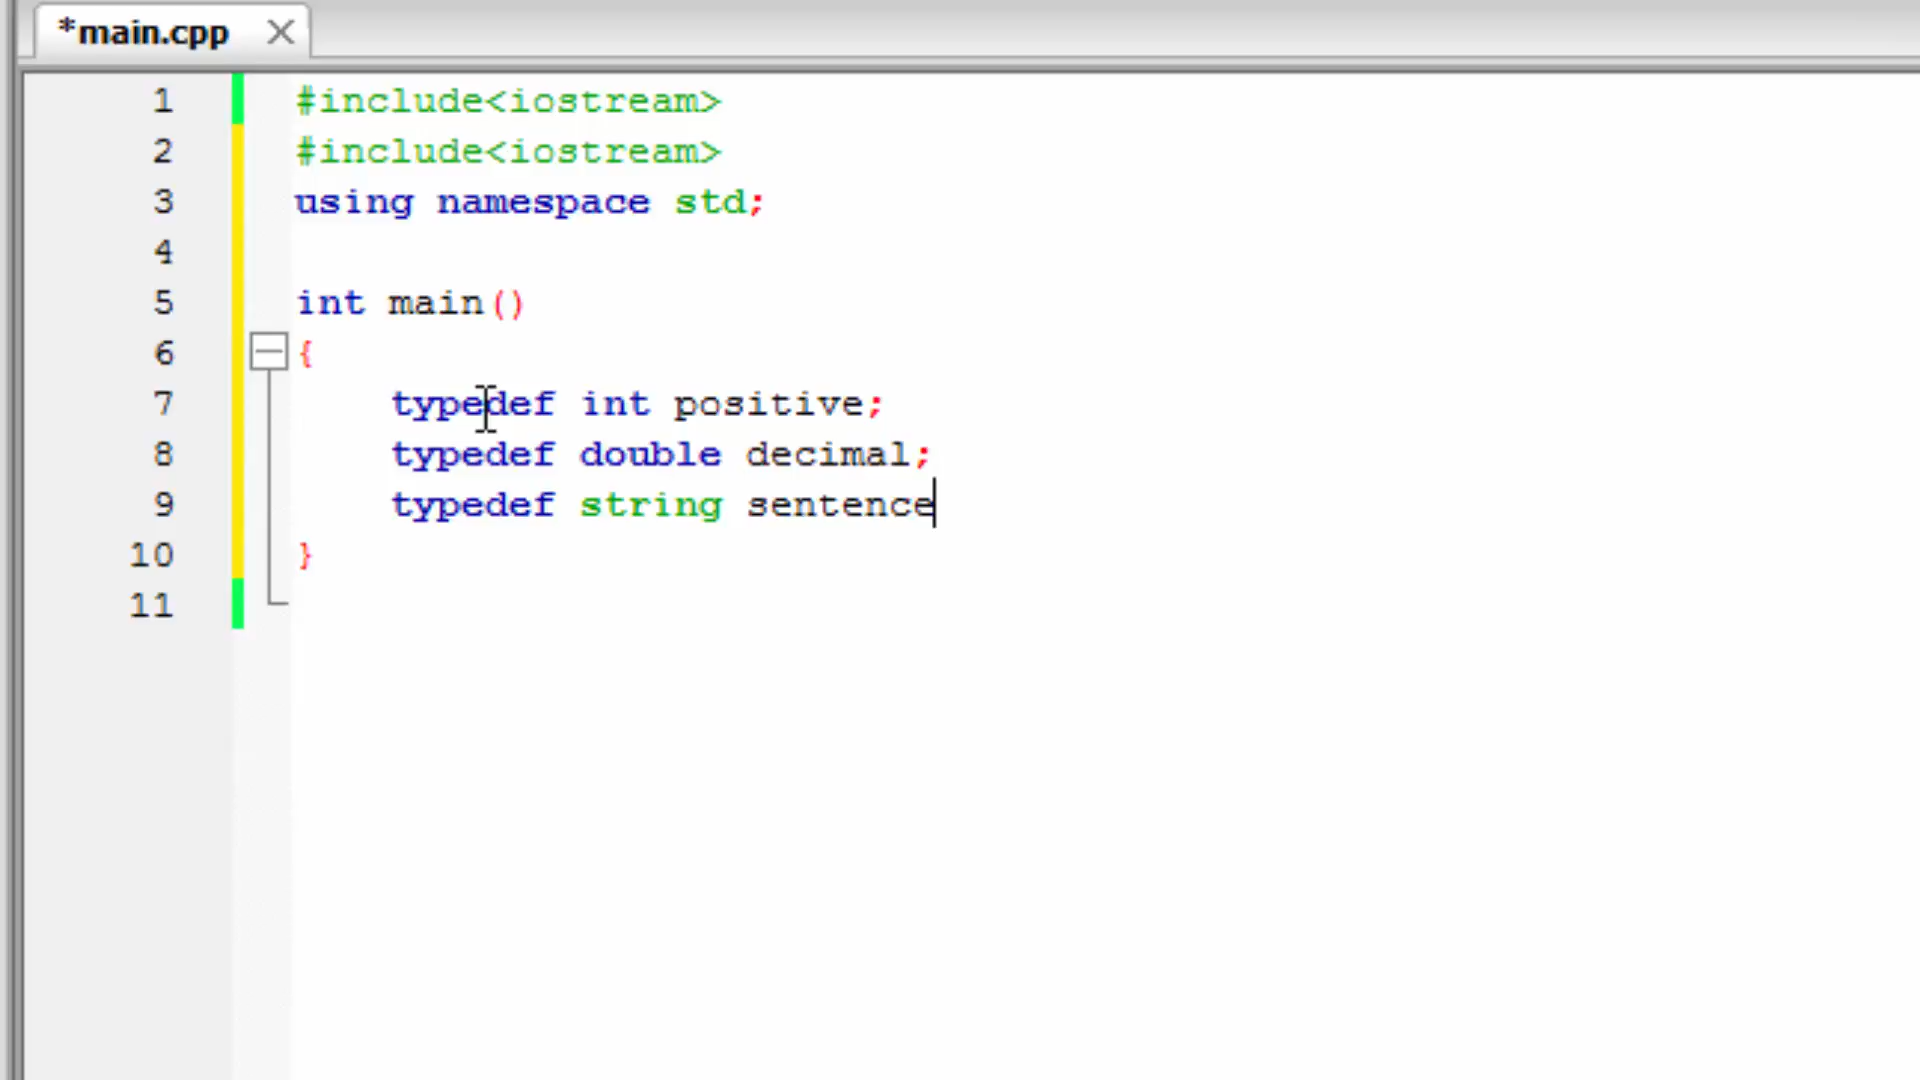 *main.cpp
1 #include<iostream>
2 #include<iostream>
3 using namespace std;
4
5 int main()
6 {
7 typedef int positive;
8 typedef double decimal;
9 typedef string sentence
10 }
11